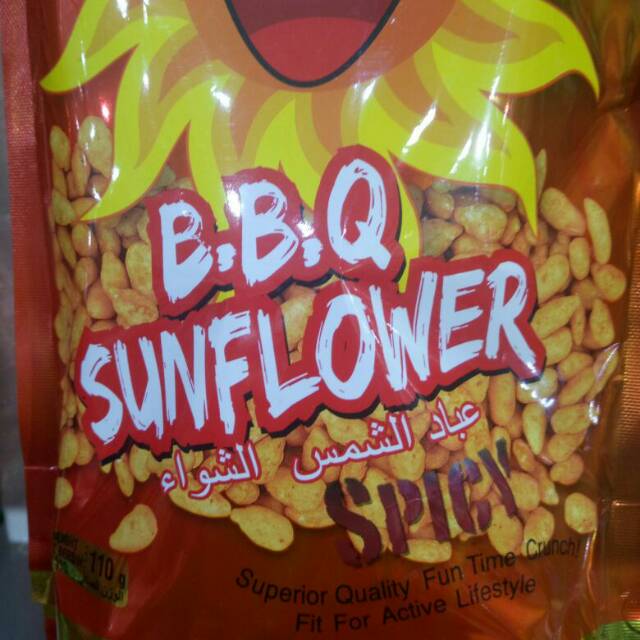 B.B.Q
SUNFLOWER
عباد الشمس الشواء
SPICY
110 g
Superior Quality Fun Time Crunch!
Fit For Active Lifestyle